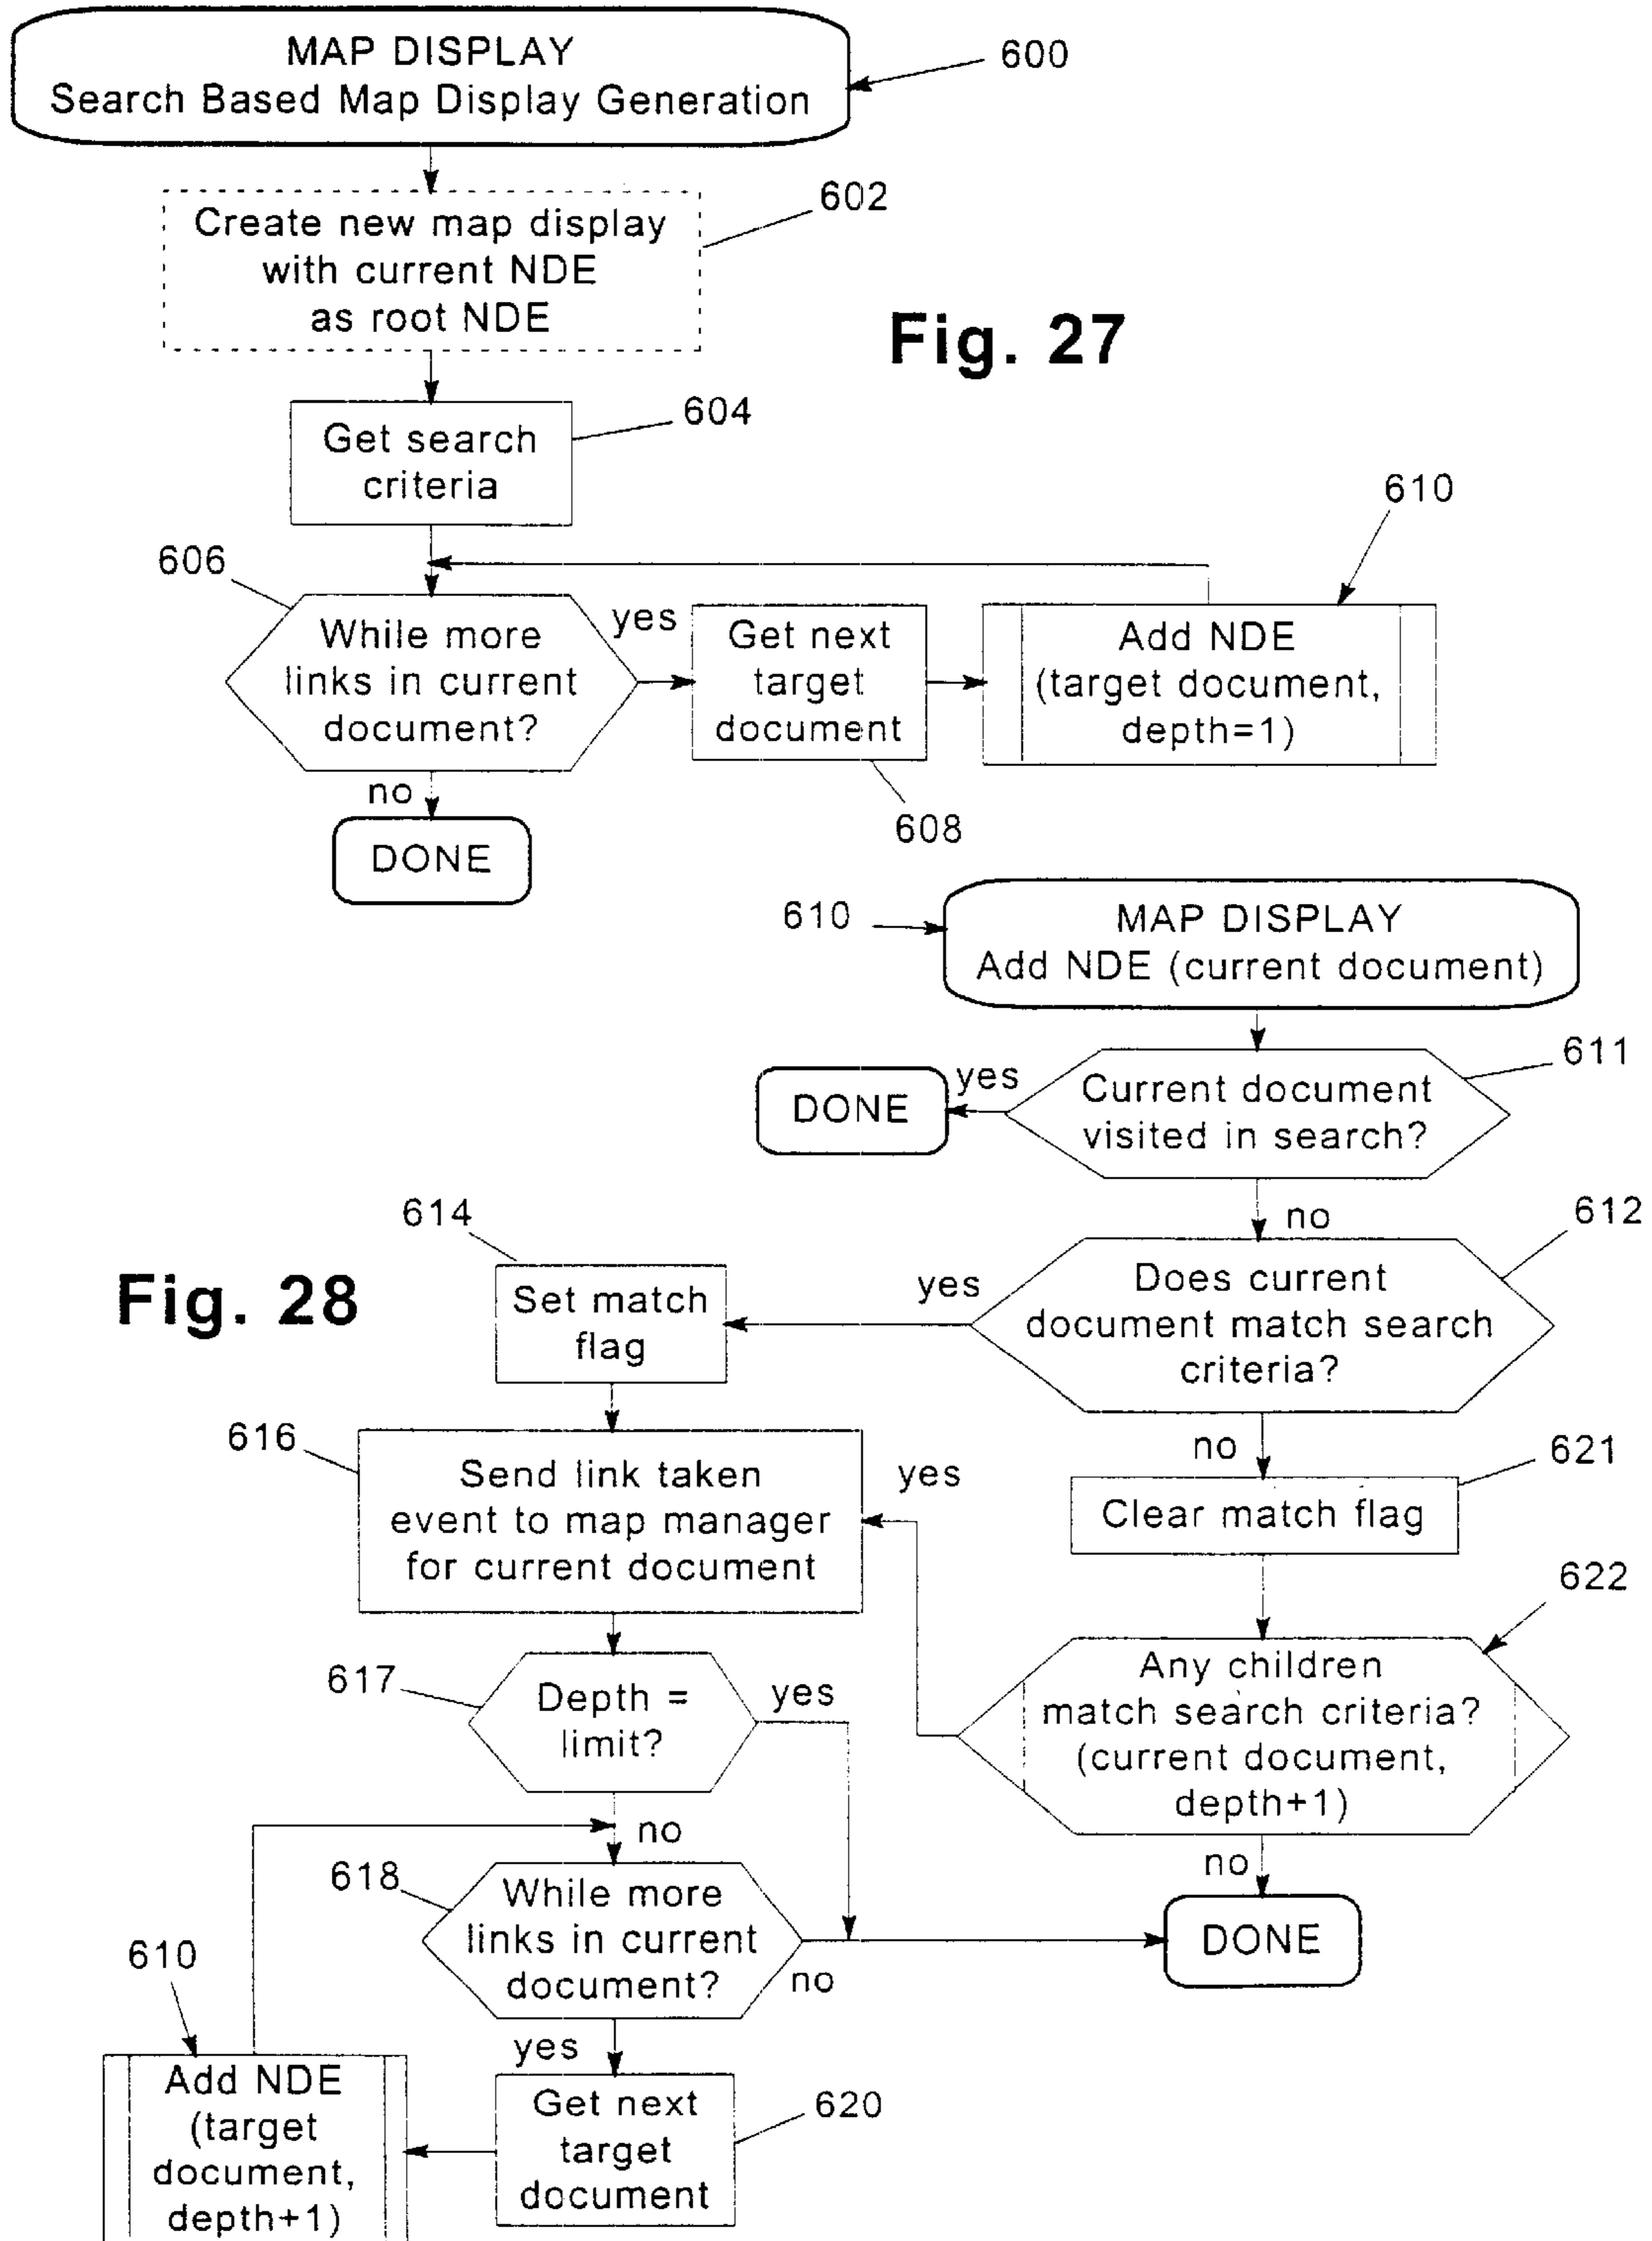 MAP DISPLAY
Search Based Map Display Generation
600
Create new map display
with current NDE
as root NDE
602
Fig. 27
Get search
criteria
604
606
While more
links in current
document?
yes
no
Get next
target
document
608
610
Add NDE
(target document,
depth=1)
DONE
610
MAP DISPLAY
Add NDE (current document)
611
Current document
visited in search?
yes
DONE
no
612
Does current
document match search
criteria?
yes
614
Set match
flag
Fig. 28
no
621
Clear match flag
616
Send link taken
event to map manager
for current document
yes
622
Any children
match search criteria?
(current document,
depth+1)
no
617
Depth =
limit?
yes
no
618
While more
links in current
document?
no
DONE
yes
610
Add NDE
(target
document,
depth+1)
Get next
target
document
620